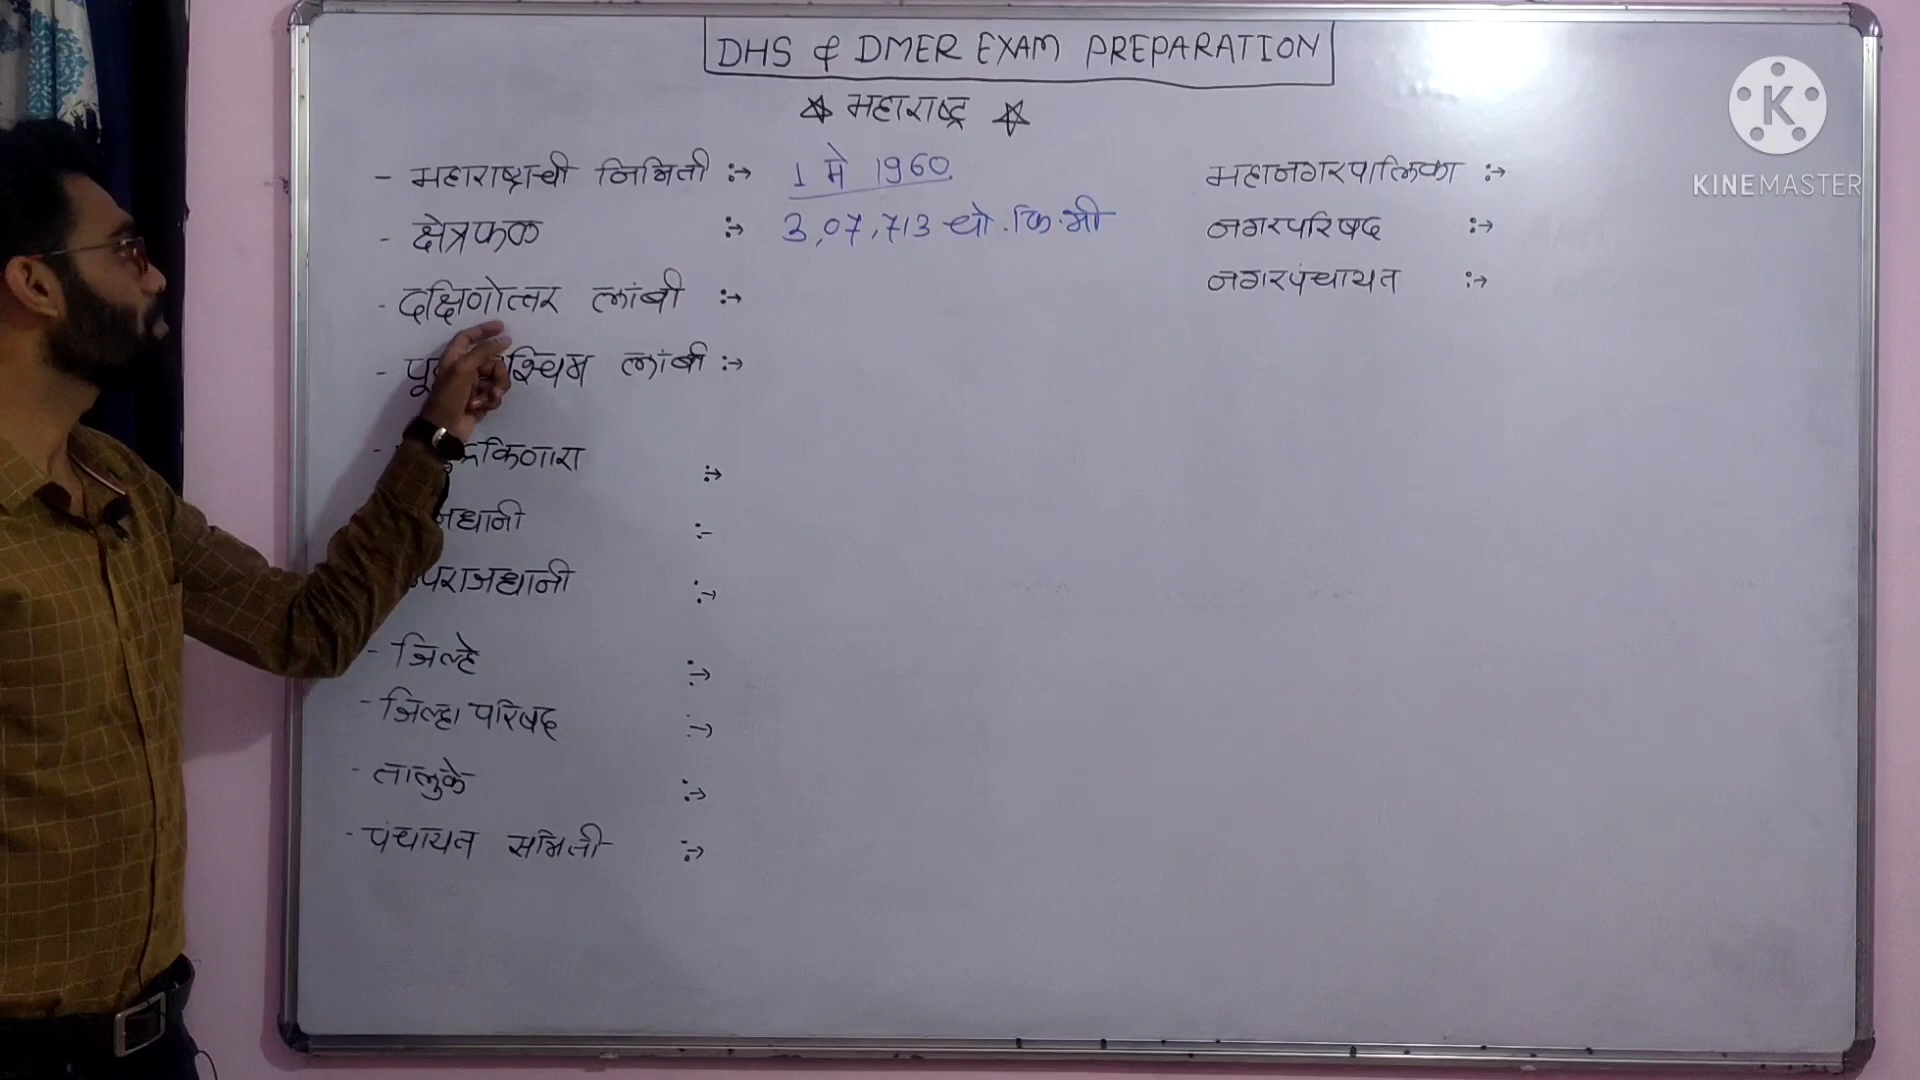 DHS & DMER EXAM PREPARATION
☆ महाराष्ट्र ☆
- महाराष्ट्राची निर्मिती :→ 1 मे 1960
- क्षेत्रफळ :→ 3,07,713 चौ.कि.मी
- दक्षिणोत्तर लांबी :→
- लांबी :→
:→
:-
उपराजधानी :→
- जिल्हे :→
- जिल्हा परिषद :→
- तालुके :→
- पंचायत समिती :→
महानगरपालिका :→
नगरपरिषद :→
नगरपंचायत :→
K
KINEMASTER